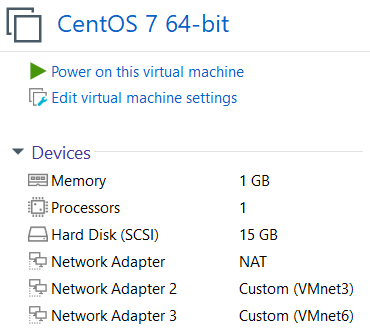 CentOS 7 64-bit
Power on this virtual machine
Edit virtual machine settings
Devices
Memory 1 GB
Processors 1
Hard Disk (SCSI) 15 GB
Network Adapter NAT
Network Adapter 2 Custom (VMnet3)
Network Adapter 3 Custom (VMnet6)